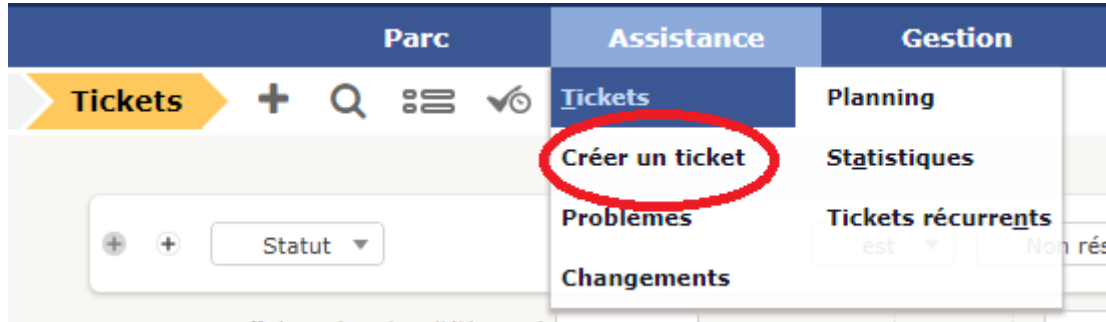 Parc Assistance Gestion
Tickets Tickets Planning
Créer un ticket Statistiques
Problèmes Tickets récurrents
Statut est Non rés
Changements